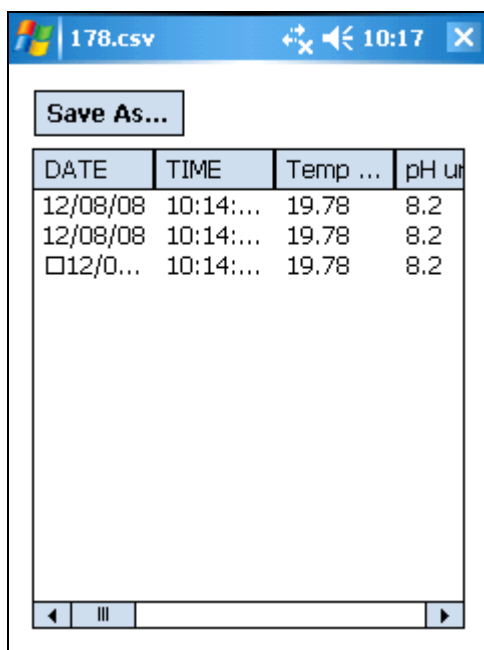 178.csv 10:17
Save As...
DATE TIME Temp ... pH ur
12/08/08 10:14:... 19.78 8.2
12/08/08 10:14:... 19.78 8.2
□12/0... 10:14:... 19.78 8.2